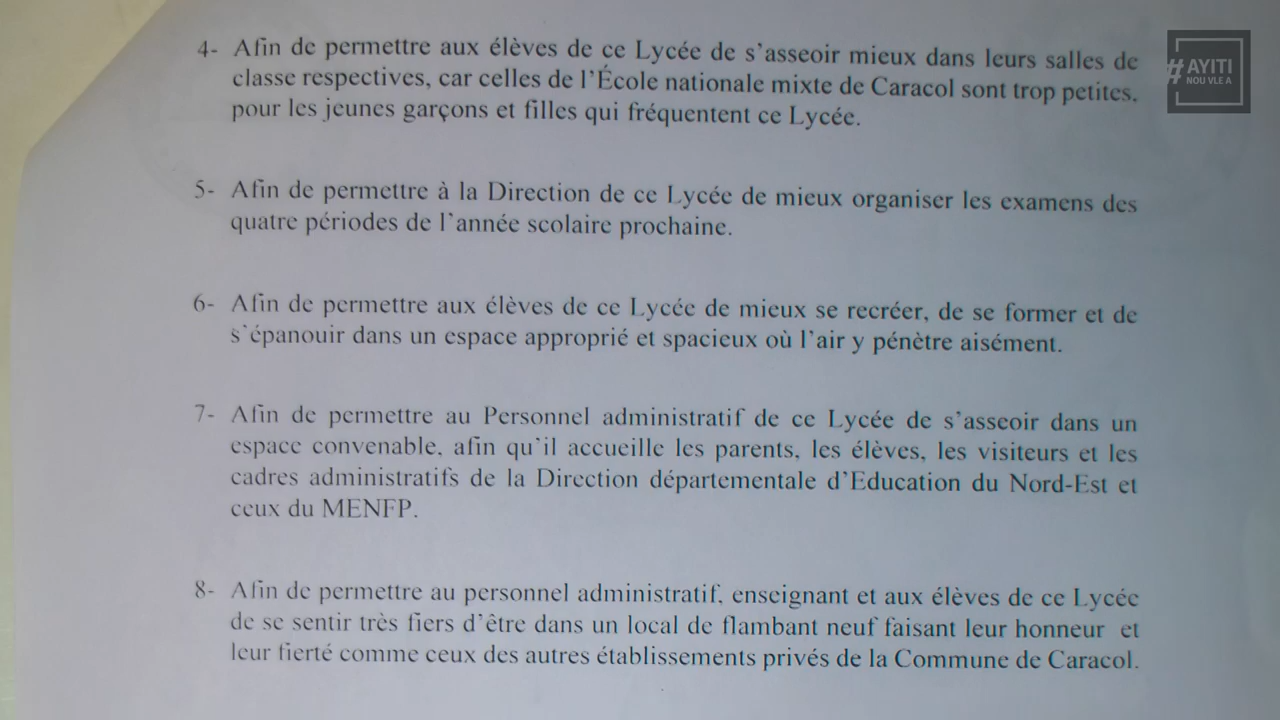 4- Afin de permettre aux élèves de ce Lycée de s’asseoir mieux dans leurs salles de
classe respectives, car celles de l’École nationale mixte de Caracol sont trop petites,
pour les jeunes garçons et filles qui fréquentent ce Lycée.
5- Afin de permettre à la Direction de ce Lycée de mieux organiser les examens des
quatre périodes de l’année scolaire prochaine.
6- Afin de permettre aux élèves de ce Lycée de mieux se recréer, de se former et de
s’épanouir dans un espace approprié et spacieux où l’air y pénètre aisément.
7- Afin de permettre au Personnel administratif de ce Lycée de s’asseoir dans un
espace convenable, afin qu’il accueille les parents, les élèves, les visiteurs et les
cadres administratifs de la Direction départementale d’Education du Nord-Est et
ceux du MENFP.
8- Afin de permettre au personnel administratif, enseignant et aux élèves de ce Lycée
de se sentir très fiers d’être dans un local de flambant neuf faisant leur honneur et
leur fierté comme ceux des autres établissements privés de la Commune de Caracol.
#AYITI
NOU VLE A